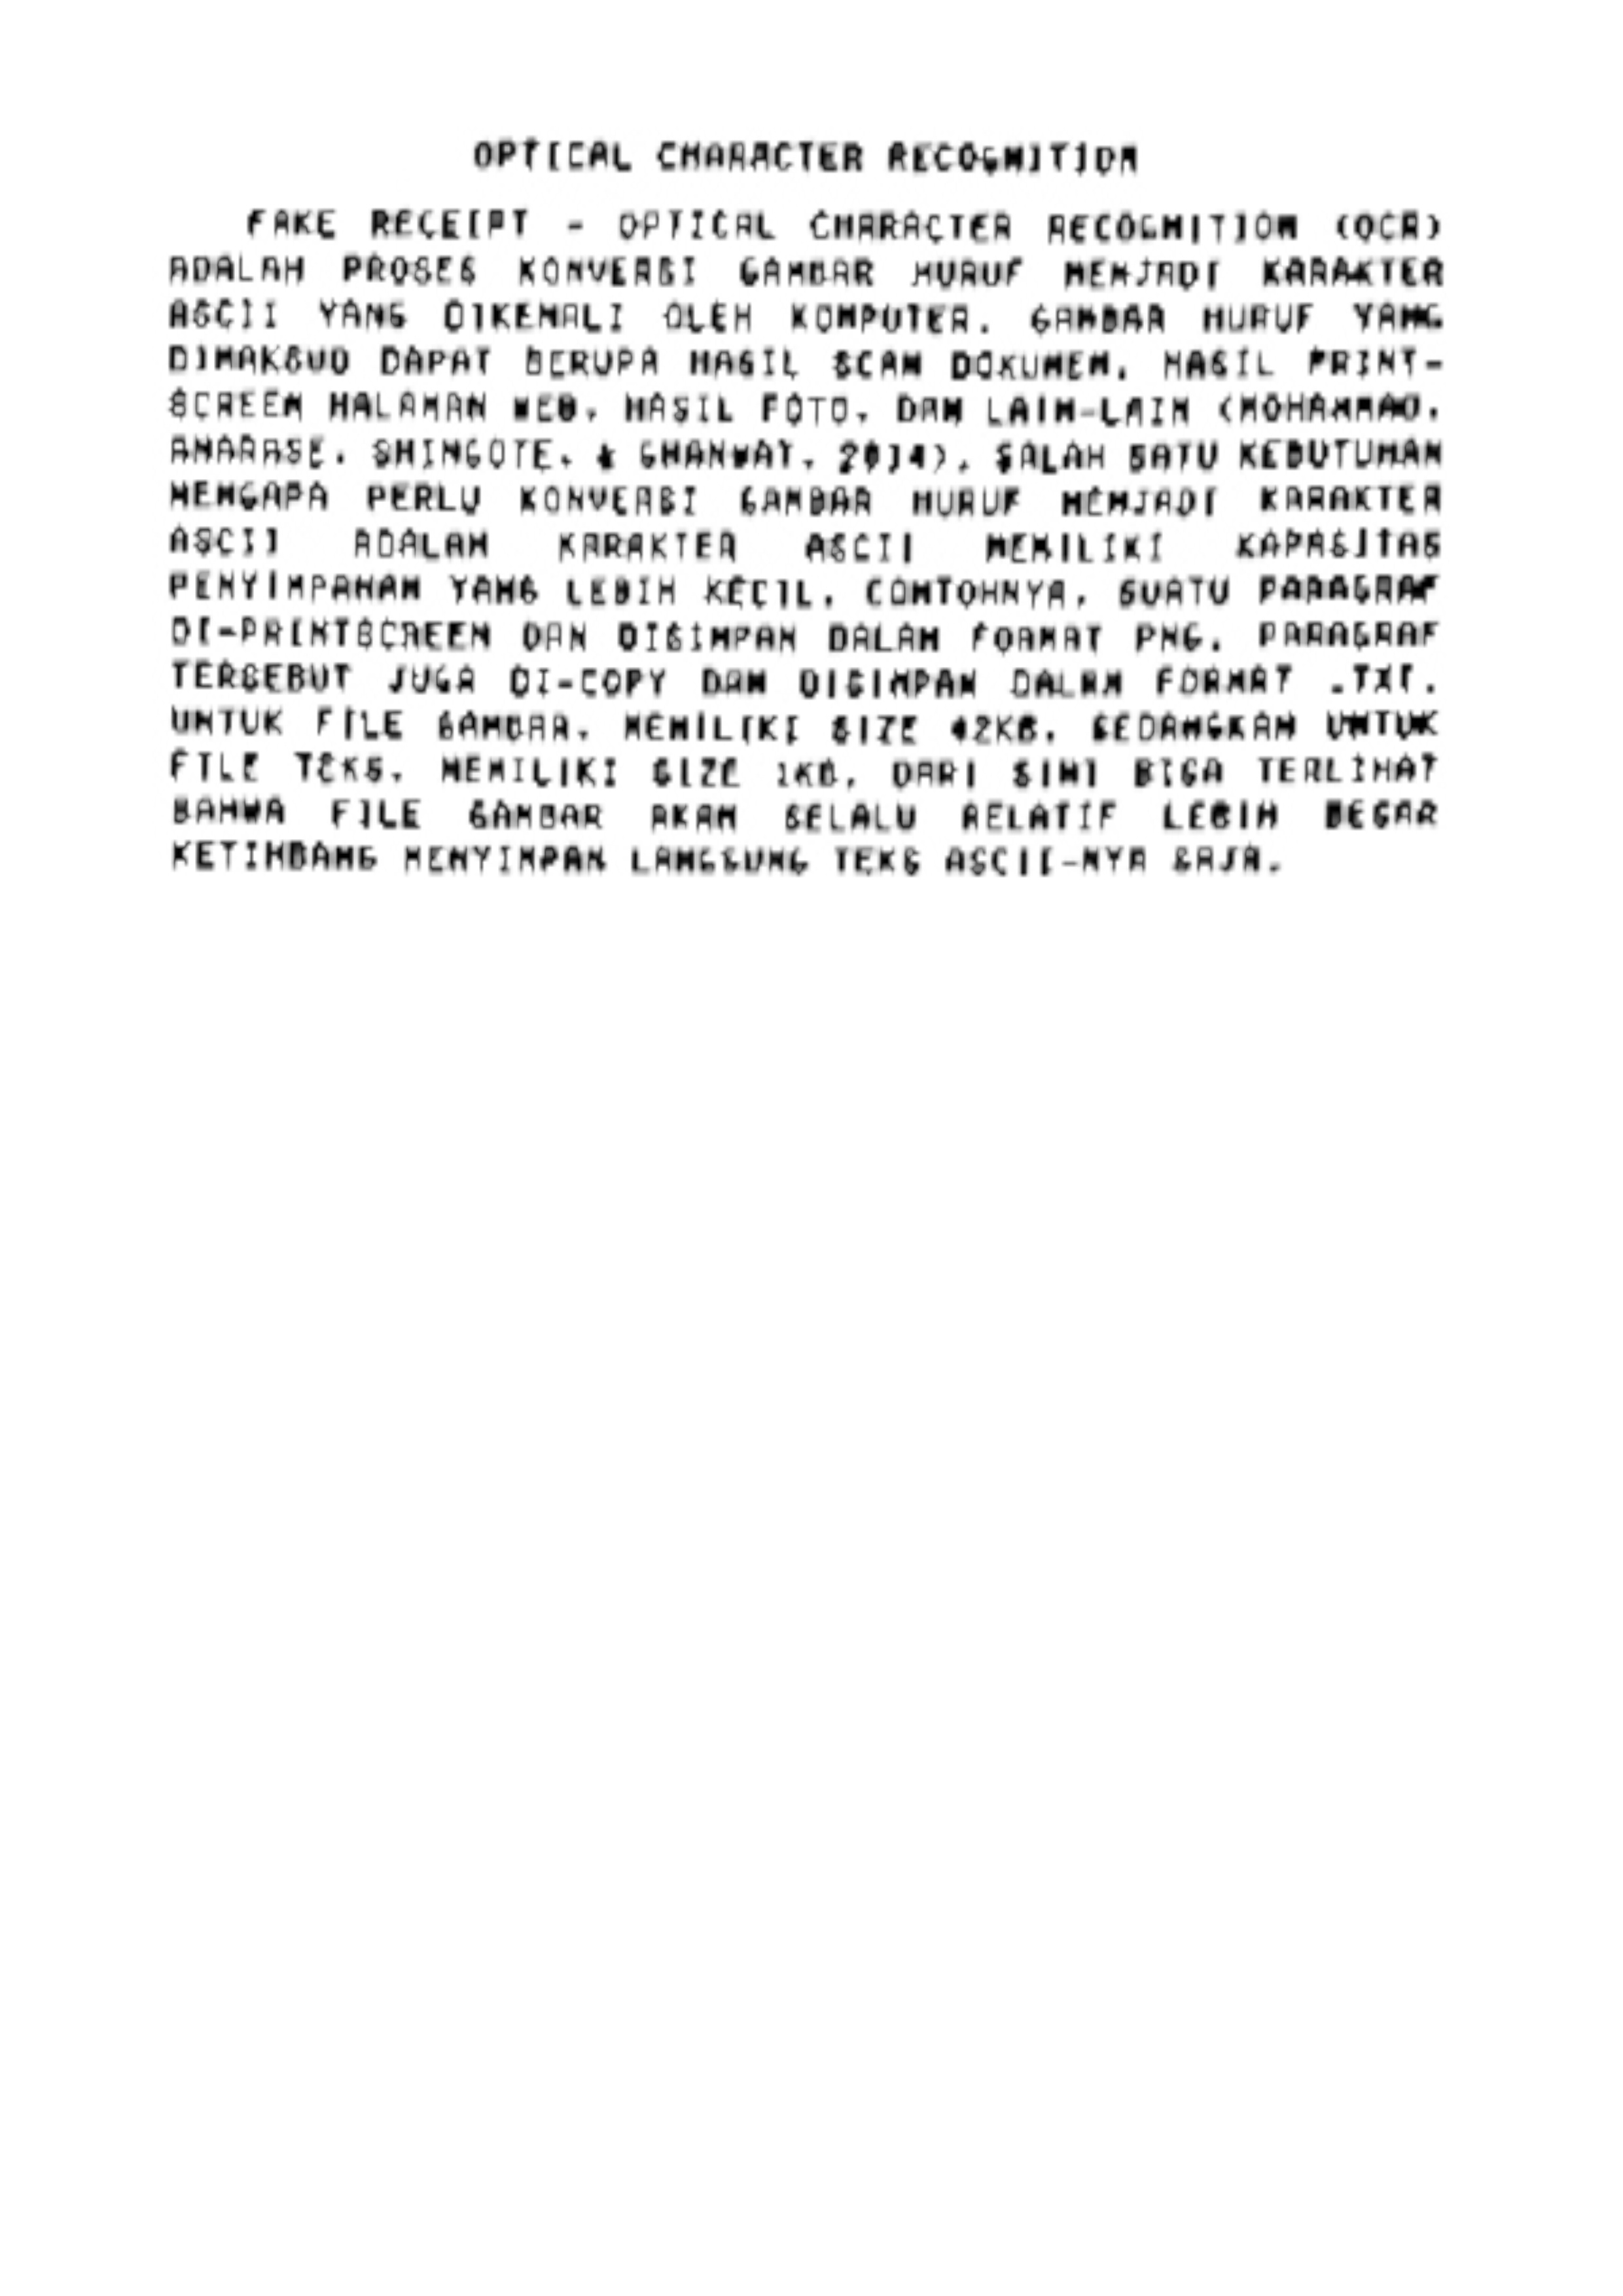 OPTICAL CHARACTER RECOGNITION
FAKE RECEIPT - OPTICAL CHARACTER RECOGNITION (OCR)
ADALAH PROSES KONVERSI GAMBAR HURUF MENJADI KARAKTER
ASCII YANG DIKENALI OLEH KOMPUTER. GAMBAR HURUF YANG
DIMAKSUD DAPAT BERUPA HASIL SCAN DOKUMEN, HASIL PRINT-
SCREEN HALAMAN WEB, HASIL FOTO, DAN LAIN-LAIN (MOHAMMAD,
ANARASE, SHINGOTE, & GHANWAT, 2014). SALAH SATU KEBUTUHAN
MENGAPA PERLU KONVERSI GAMBAR HURUF MENJADI KARAKTER
ASCII ADALAH KARAKTER ASCII MEMILIKI KAPASITAS
PENYIMPANAN YANG LEBIH KECIL. CONTOHNYA, SUATU PARAGRAF
DI-PRINTSCREEN DAN DISIMPAN DALAM FORMAT PNG. PARAGRAF
TERSEBUT JUGA DI-COPY DAN DISIMPAN DALAM FORMAT .TXT.
UNTUK FILE GAMBAR, MEMILIKI SIZE 42KB, SEDANGKAN UNTUK
FILE TEKS, MEMILIKI SIZE 1KB. DARI SINI BISA TERLIHAT
BAHWA FILE GAMBAR AKAN SELALU RELATIF LEBIH BESAR
KETIMBANG MENYIMPAN LANGSUNG TEKS ASCII-NYA SAJA.